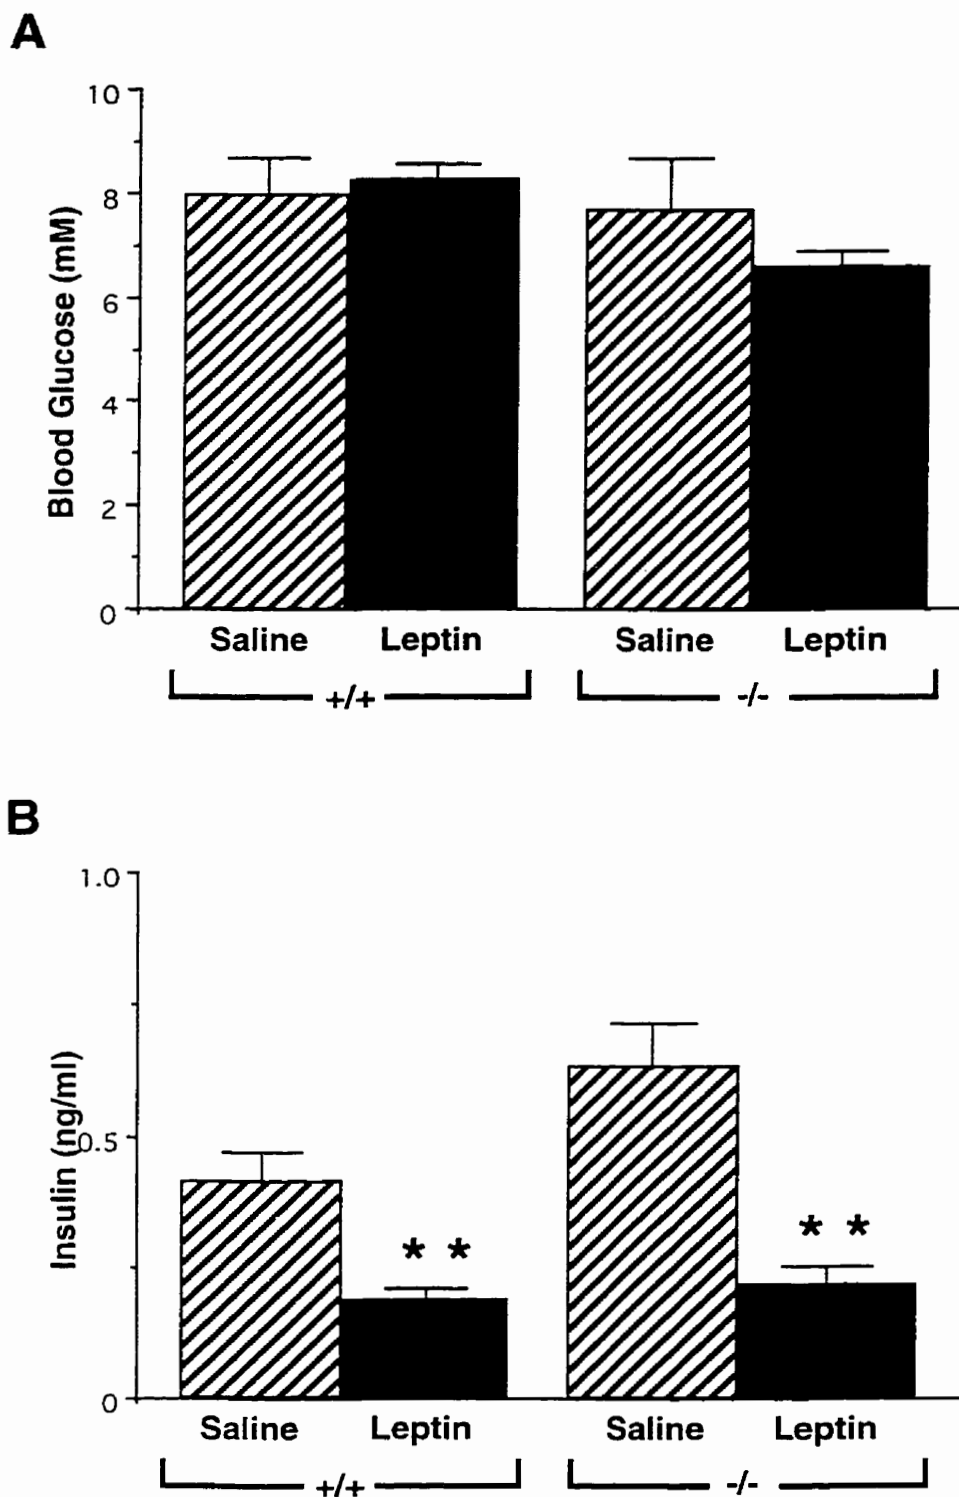 A
10
8
6
4
2
0
Blood Glucose (mM)
Saline Leptin Saline Leptin
+/+ -/-
B
1.0
0.5
0
Insulin (ng/ml)
* * * *
Saline Leptin Saline Leptin
+/+ -/-